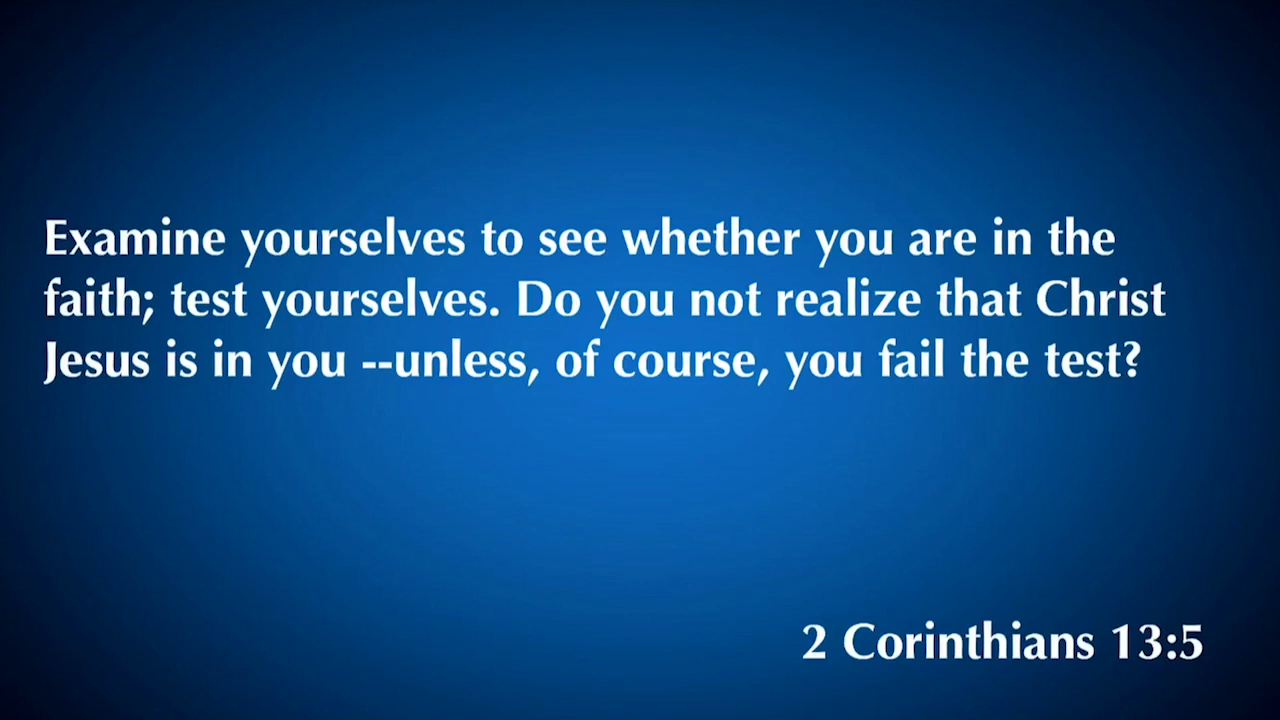 Examine yourselves to see whether you are in the
faith; test yourselves. Do you not realize that Christ
Jesus is in you --unless, of course, you fail the test?
2 Corinthians 13:5